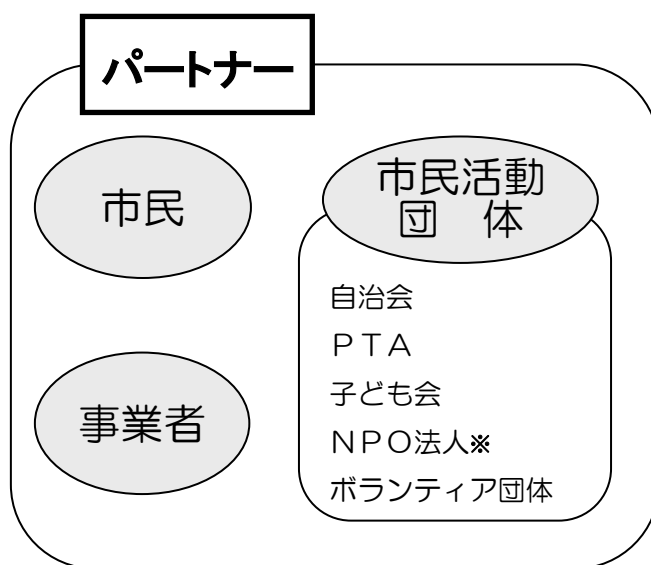 パートナー
市民
市民活動
団　体
自治会
ＰＴＡ
子ども会
ＮＰＯ法人※
ボランティア団体
事業者